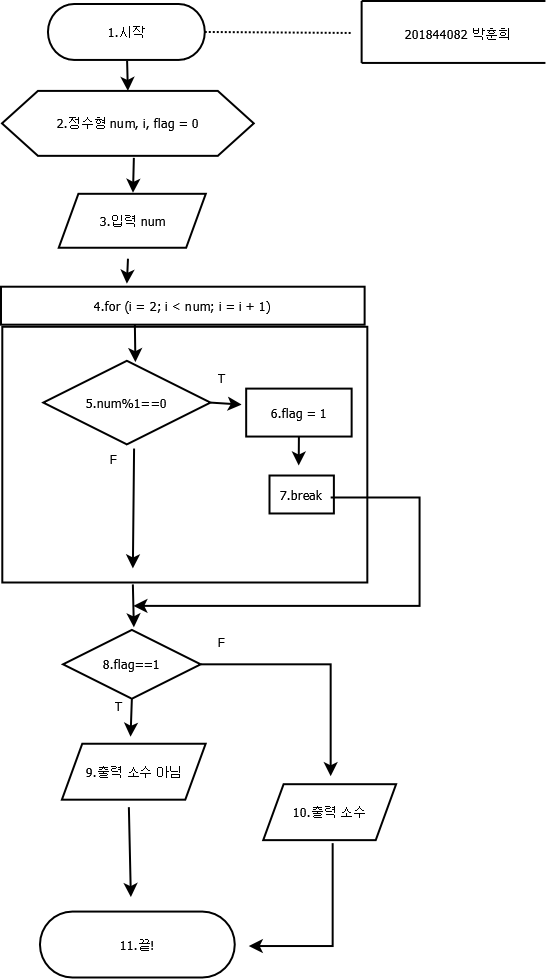 1.시작
201844082 박훈희
2.정수형 num, i, flag = 0
3.입력 num
4.for (i = 2; i < num; i = i + 1)
5.num%1==0
T
6.flag = 1
F
7.break
8.flag==1
F
T
9.출력 소수 아님
10.출력 소수
11.끝!